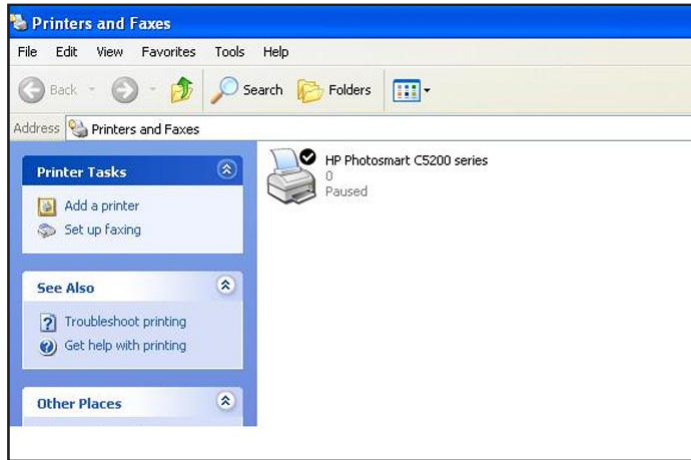 Printers and Faxes
File Edit View Favorites Tools Help
Back Search Folders
Address Printers and Faxes
Printer Tasks
Add a printer
Set up faxing
See Also
Troubleshoot printing
Get help with printing
Other Places
HP Photosmart C5200 series
0
Paused